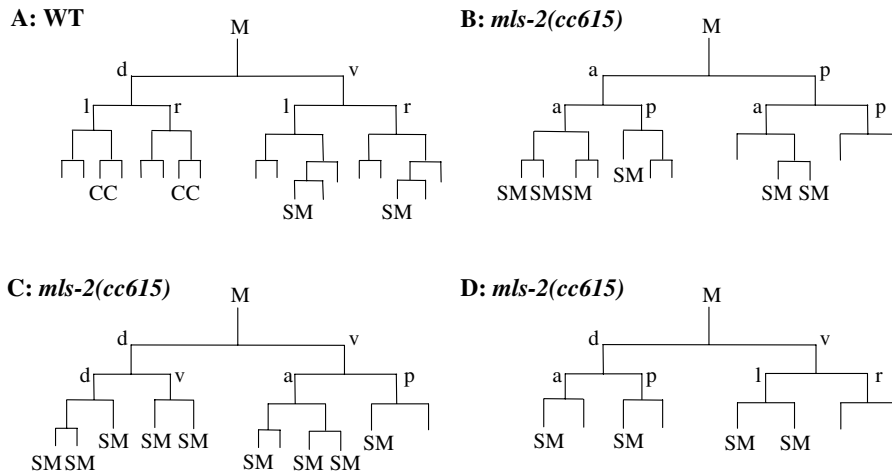 A: WT
M
d v
l r l r
CC CC
SM SM
B: mls-2(cc615)
M
a p
a p a p
SM SM SM SM
SM SM
C: mls-2(cc615)
M
d v
d v a p
SM SM SM SM
SM SM SM SM SM
D: mls-2(cc615)
M
d v
a p l r
SM SM SM SM